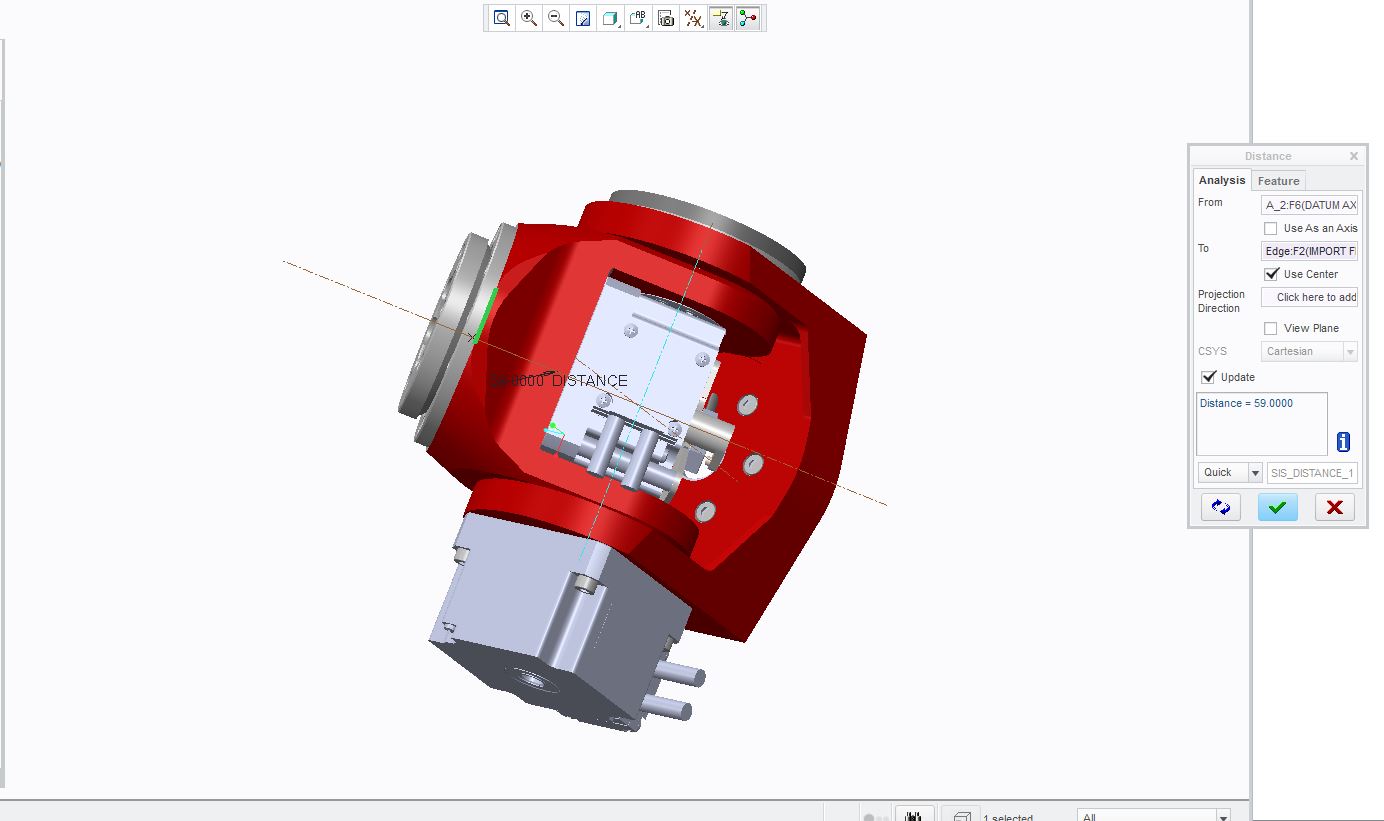 Distance
Analysis Feature
From
A_2:F6(DATUM AX
Use As an Axis
To
Edge:F2(IMPORT F
Use Center
Projection
Direction
Click here to add
View Plane
CSYS
Cartesian
Update
Distance = 59.0000
Quick
SIS_DISTANCE_1
DISTANCE
1 selected
All